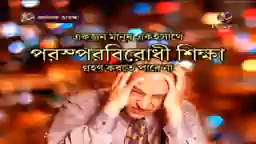 একজন মানুষ একইসাথে
পরস্পরবিরোধী শিক্ষা
গ্রহণ করতে পারে না